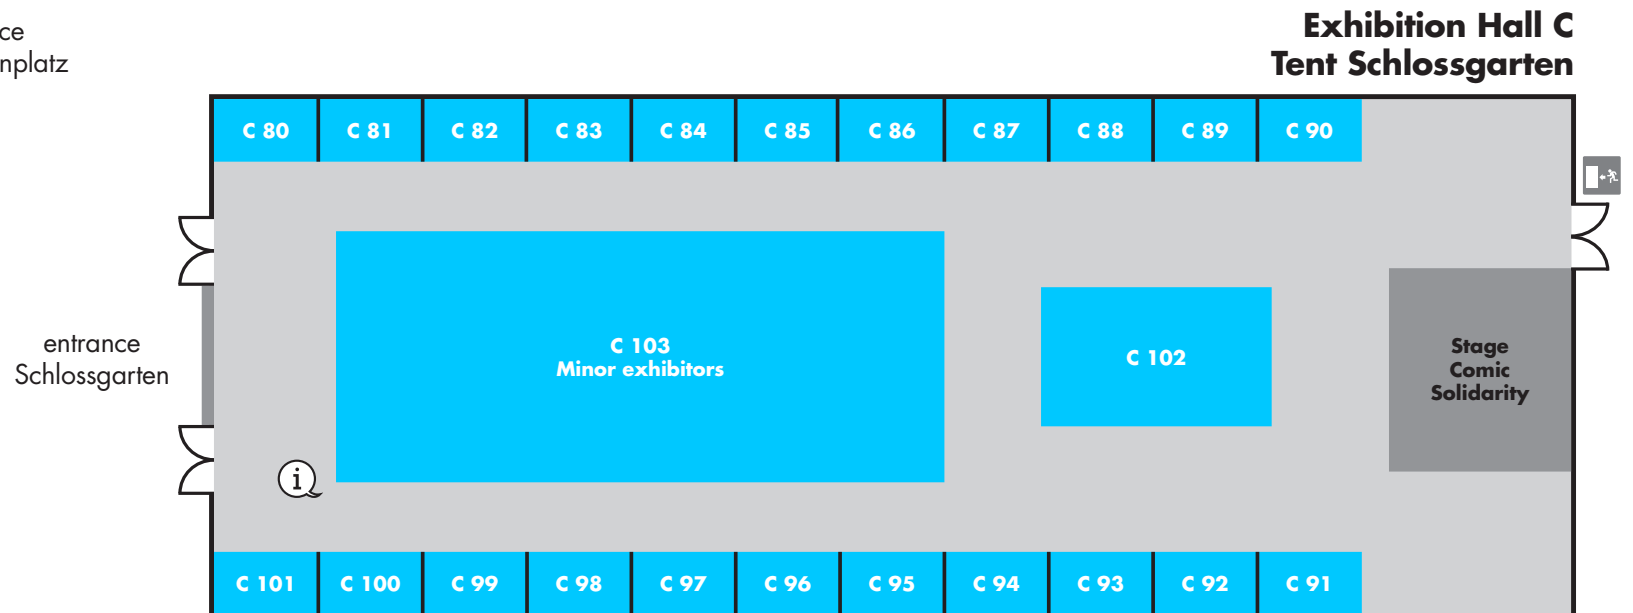 Exhibition Hall C
Tent Schlossgarten
C 80 C 81 C 82 C 83 C 84 C 85 C 86 C 87 C 88 C 89 C 90
entrance
Schlossgarten
C 103
Minor exhibitors
C 102
Stage
Comic
Solidarity
i
C 101 C 100 C 99 C 98 C 97 C 96 C 95 C 94 C 93 C 92 C 91